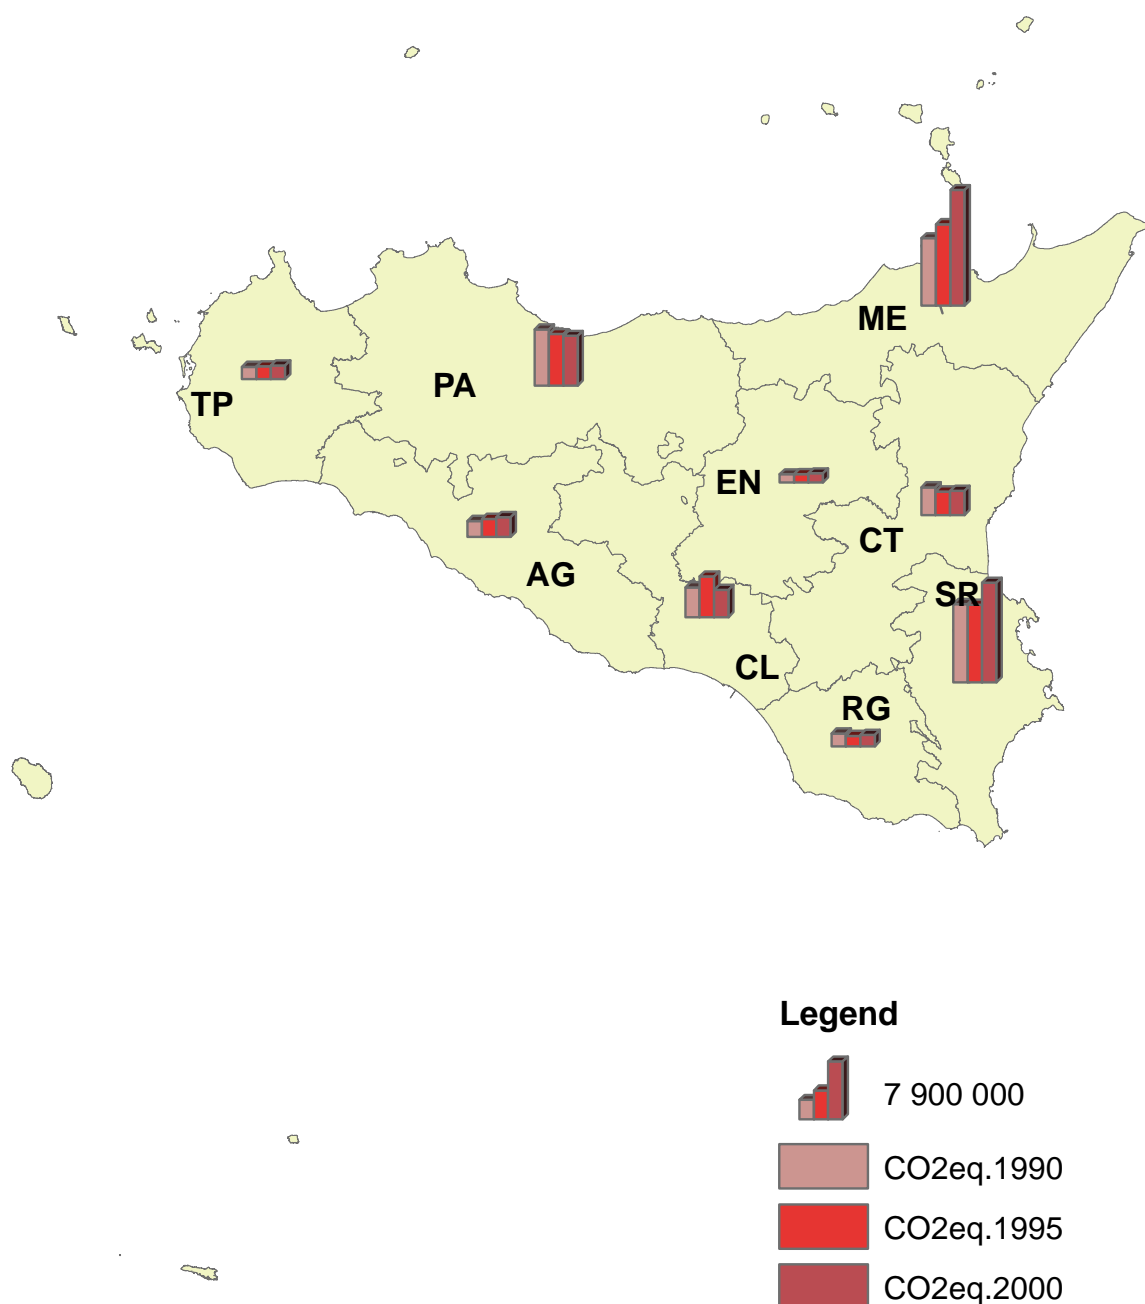 ME
PA
TP
EN
CT
AG
SR
CL
RG
Legend
7 900 000
CO2eq.1990
CO2eq.1995
CO2eq.2000